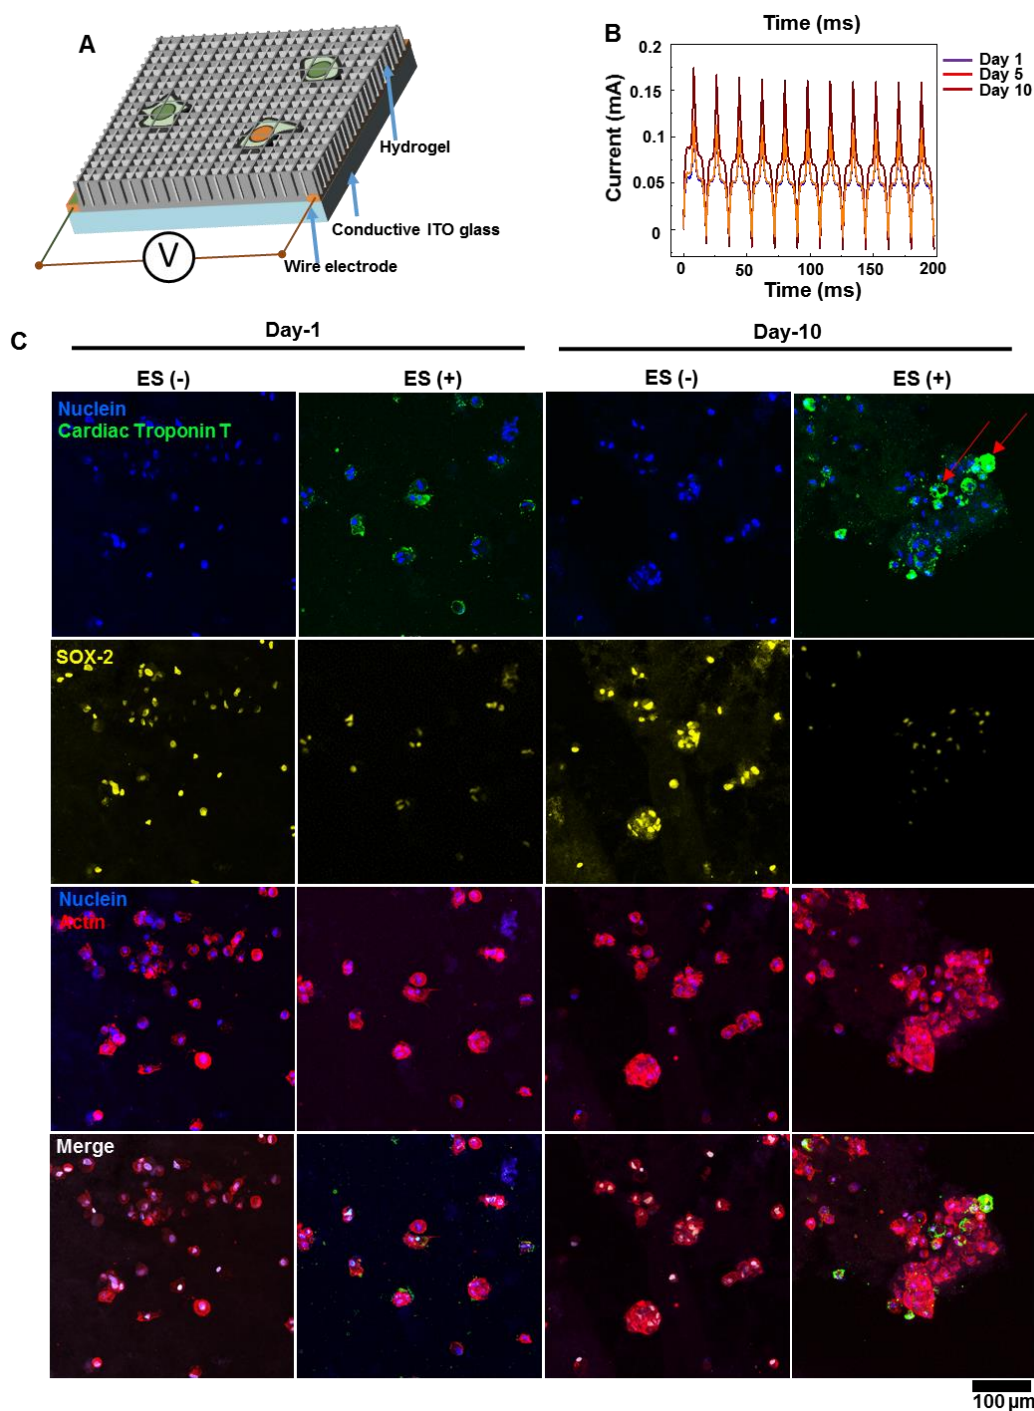 A
Hydrogel
Conductive ITO glass
Wire electrode
V
B
Time (ms)
Current (mA)
0.2
0.15
0.1
0.05
0
0 50 100 150 200
Time (ms)
Day 1
Day 5
Day 10
C
Day-1 Day-10
ES (-) ES (+) ES (-) ES (+)
Nuclein
Cardiac Troponin T
SOX-2
Nuclein
Actin
Merge
100 µm